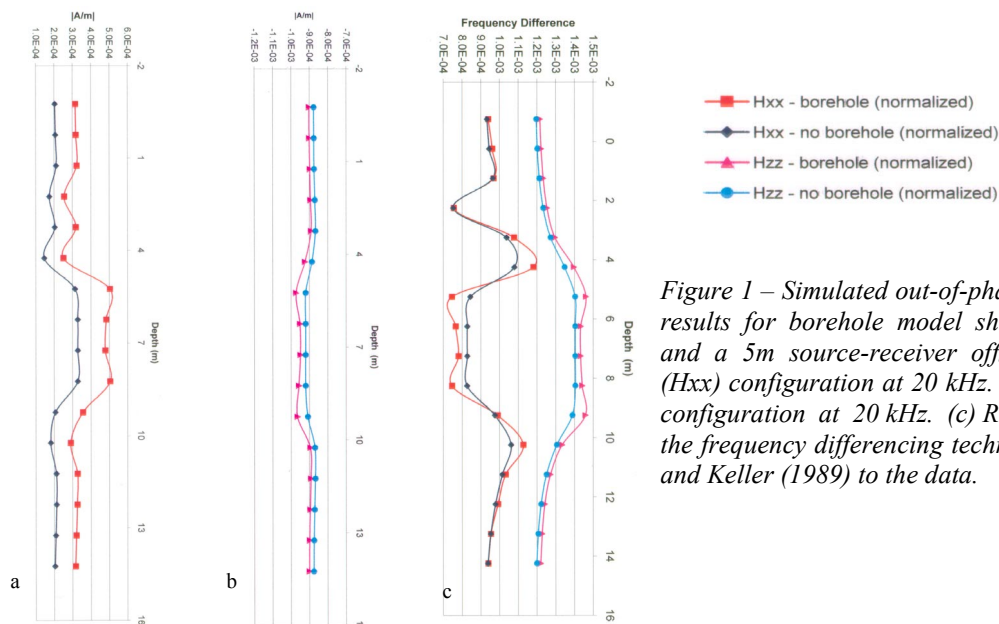 |A/m|
1.0E-04
2.0E-04
3.0E-04
4.0E-04
5.0E-04
6.0E-04
-2
1
4
7
10
13
16
Depth (m)
a
|A/m|
-1.2E-03
-1.1E-03
-1.0E-03
-9.0E-04
-8.0E-04
-7.0E-04
-2
1
4
7
10
13
Depth (m)
b
Frequency Difference
7.0E-04
8.0E-04
9.0E-04
1.0E-03
1.1E-03
1.2E-03
1.3E-03
1.4E-03
1.5E-03
-2
0
2
4
6
8
10
12
14
16
Depth (m)
c
Hxx - borehole (normalized)
Hxx - no borehole (normalized)
Hzz - borehole (normalized)
Hzz - no borehole (normalized)
Figure 1 – Simulated out-of-pha
results for borehole model sh
and a 5m source-receiver off
(Hxx) configuration at 20 kHz.
configuration at 20 kHz. (c) R
the frequency differencing techn
and Keller (1989) to the data.